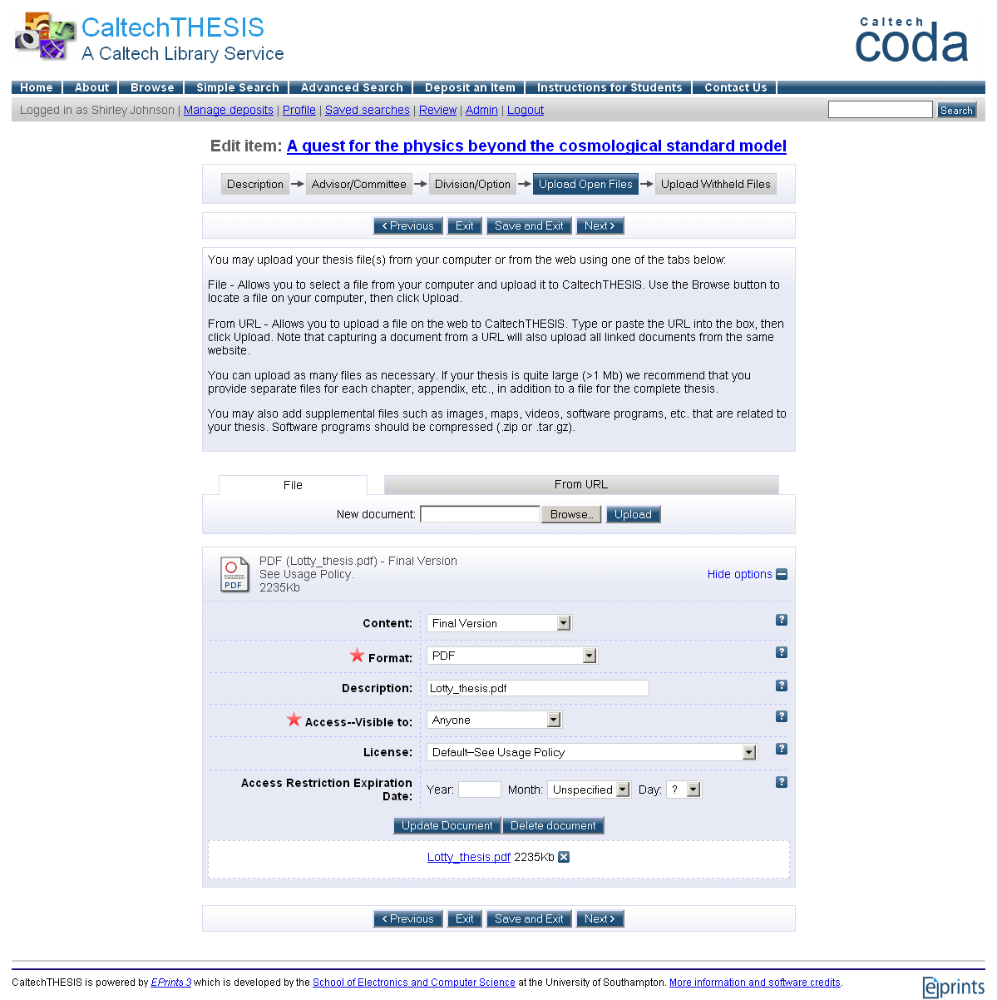 CaltechTHESIS
A Caltech Library Service
Caltech
coda
Home About Browse Simple Search Advanced Search Deposit an Item Instructions for Students Contact Us
Logged in as Shirley Johnson | Manage deposits | Profile | Saved searches | Review | Admin | Logout Search
Edit item: A quest for the physics beyond the cosmological standard model
Description Advisor/Committee Division/Option Upload Open Files Upload Withheld Files
< Previous Exit Save and Exit Next >
You may upload your thesis file(s) from your computer or from the web using one of the tabs below:
File - Allows you to select a file from your computer and upload it to CaltechTHESIS. Use the Browse button to
locate a file on your computer, then click Upload.
From URL - Allows you to upload a file on the web to CaltechTHESIS. Type or paste the URL into the box, then
click Upload. Note that capturing a document from a URL will also upload all linked documents from the same
website.
You can upload as many files as necessary. If your thesis is quite large (>1 Mb) we recommend that you
provide separate files for each chapter, appendix, etc., in addition to a file for the complete thesis.
You may also add supplemental files such as images, maps, videos, software programs, etc. that are related to
your thesis. Software programs should be compressed (.zip or .tar.gz).
File From URL
New document: Browse... Upload
PDF
PDF (Lotty_thesis.pdf) - Final Version
See Usage Policy.
2235Kb
Hide options
Content: Final Version ?
Format: PDF ?
Description: Lotty_thesis.pdf ?
Access--Visible to: Anyone ?
License: Default--See Usage Policy ?
Access Restriction Expiration
Date: Year: Month: Unspecified Day: ? ?
Update Document Delete document
Lotty_thesis.pdf 2235Kb
< Previous Exit Save and Exit Next >
CaltechTHESIS is powered by EPrints 3 which is developed by the School of Electronics and Computer Science at the University of Southampton. More information and software credits.
eprints